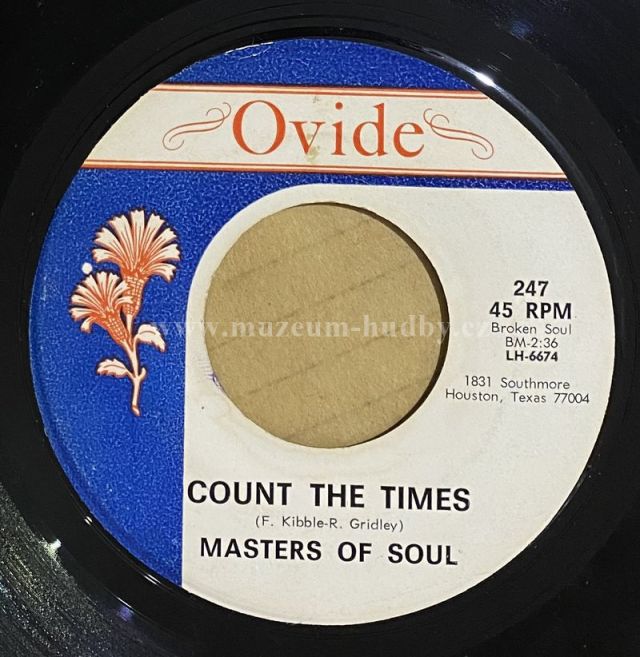 Ovide
247
45 RPM
Broken Soul
BM-2:36
LH-6674
www.muzeum-hudby.cz
1831 Southmore
Houston, Texas 77004
COUNT THE TIMES
(F. Kibble-R. Gridley)
MASTERS OF SOUL